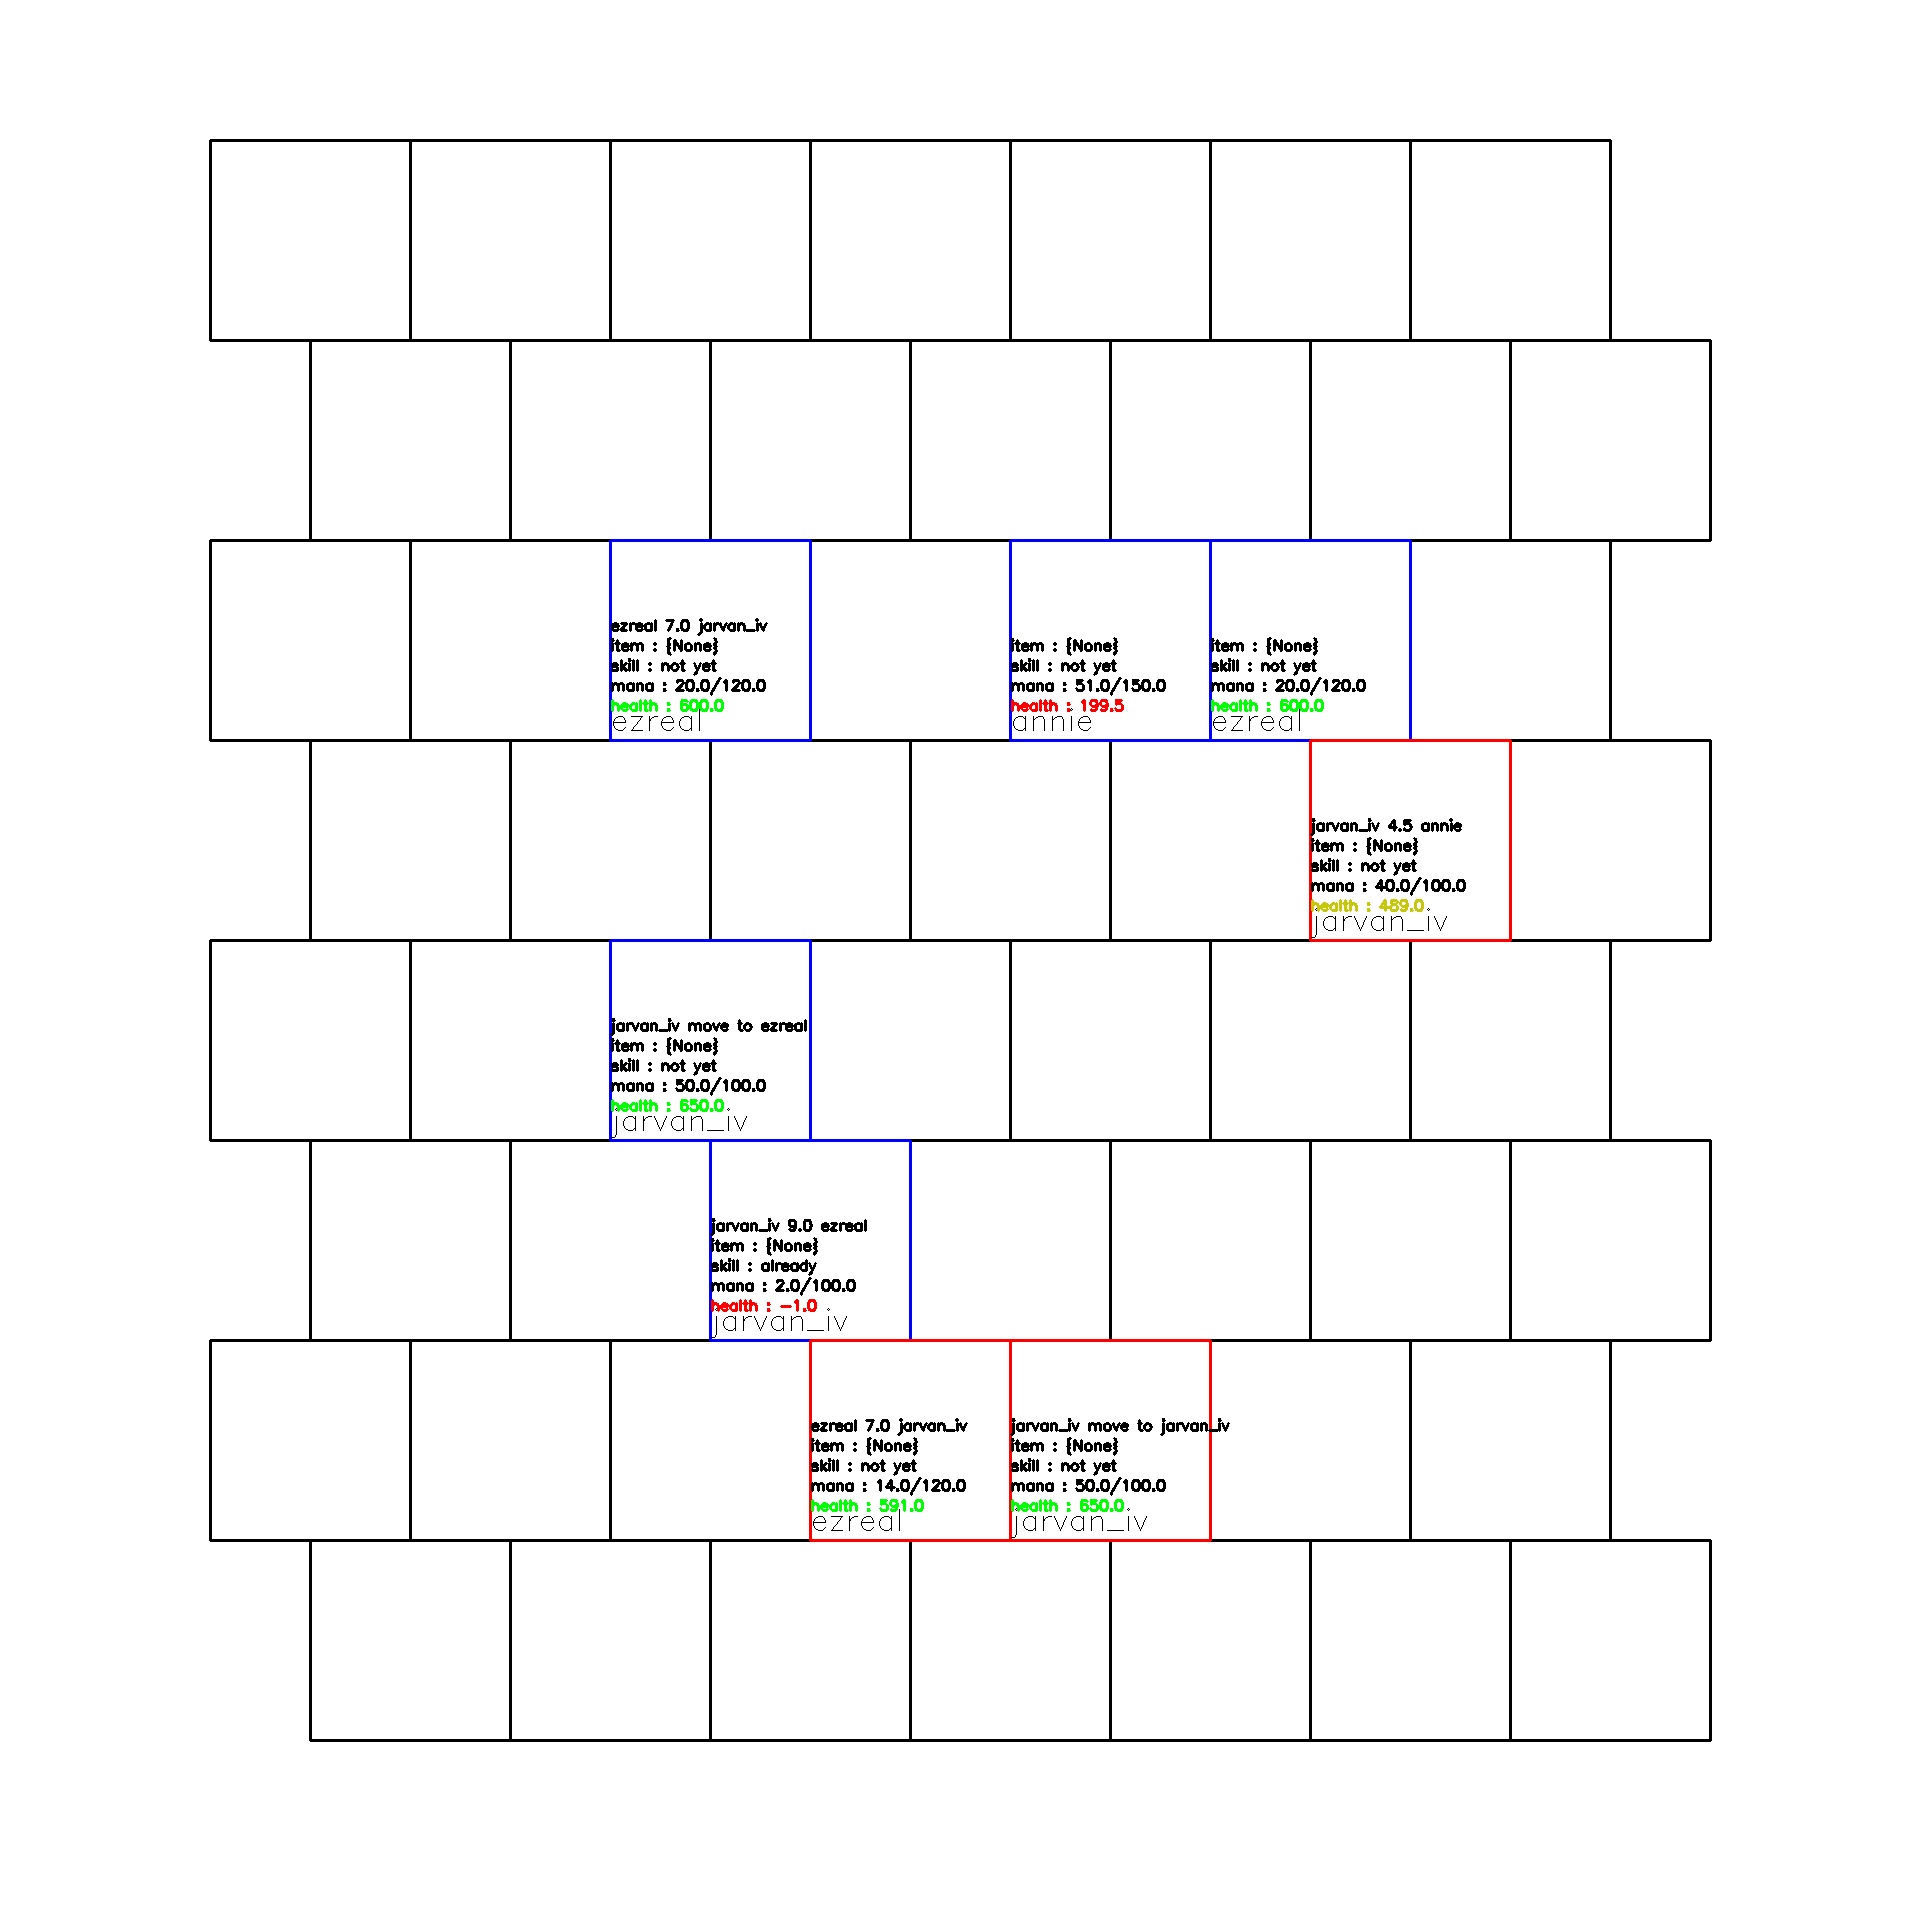 ezreal 7.0 jarvan_iv
item : {None}
skill : not yet
mana : 20.0/120.0
health : 600.0
ezreal
item : {None}
skill : not yet
mana : 51.0/150.0
health : 199.5
annie
item : {None}
skill : not yet
mana : 20.0/120.0
health : 600.0
ezreal
jarvan_iv 4.5 annie
item : {None}
skill : not yet
mana : 40.0/100.0
health : 489.0
jarvan_iv
jarvan_iv move to ezreal
item : {None}
skill : not yet
mana : 50.0/100.0
health : 650.0
jarvan_iv
jarvan_iv 9.0 ezreal
item : {None}
skill : already
mana : 2.0/100.0
health : -1.0
jarvan_iv
ezreal 7.0 jarvan_iv
item : {None}
skill : not yet
mana : 14.0/120.0
health : 591.0
ezreal
jarvan_iv move to jarvan_iv
item : {None}
skill : not yet
mana : 50.0/100.0
health : 650.0
jarvan_iv